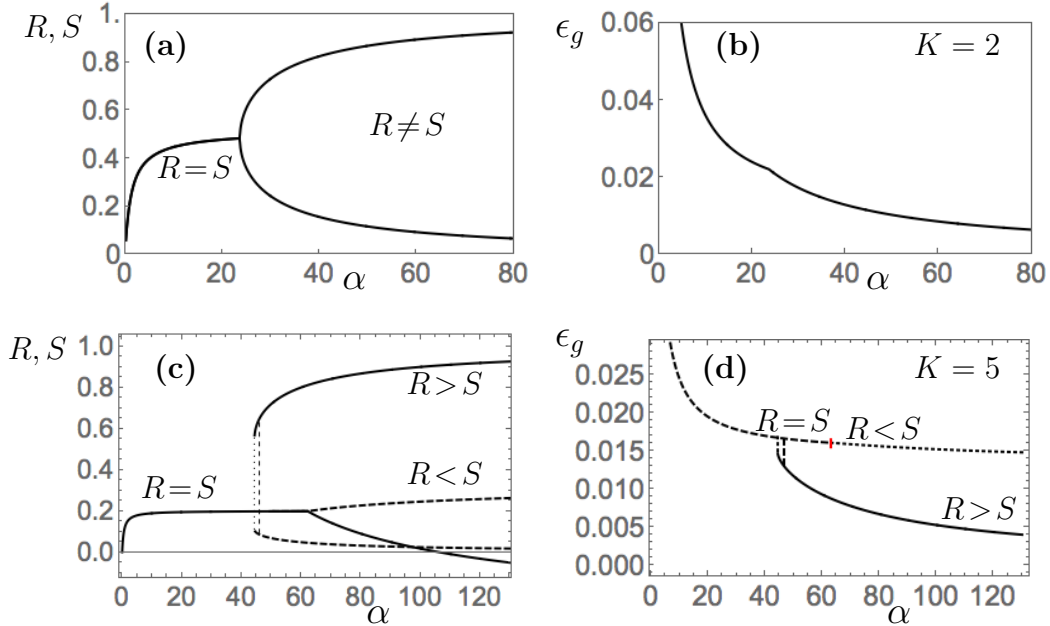 R, S
(a)
1.
0.8
0.6
0.4
0.2
0
R=S
R≠S
0 20 40 60 80
α
ϵg
(b)
K = 2
0.06
0.04
0.02
0
0 20 40 60 80
α
R, S
(c)
1.0
0.8
0.6
0.4
0.2
0.0
R>S
R<S
R=S
0 20 40 60 80 100 120
α
ϵg
(d)
K = 5
0.025
0.020
0.015
0.010
0.005
0.000
R=S
R<S
R>S
0 20 40 60 80 100 120
α